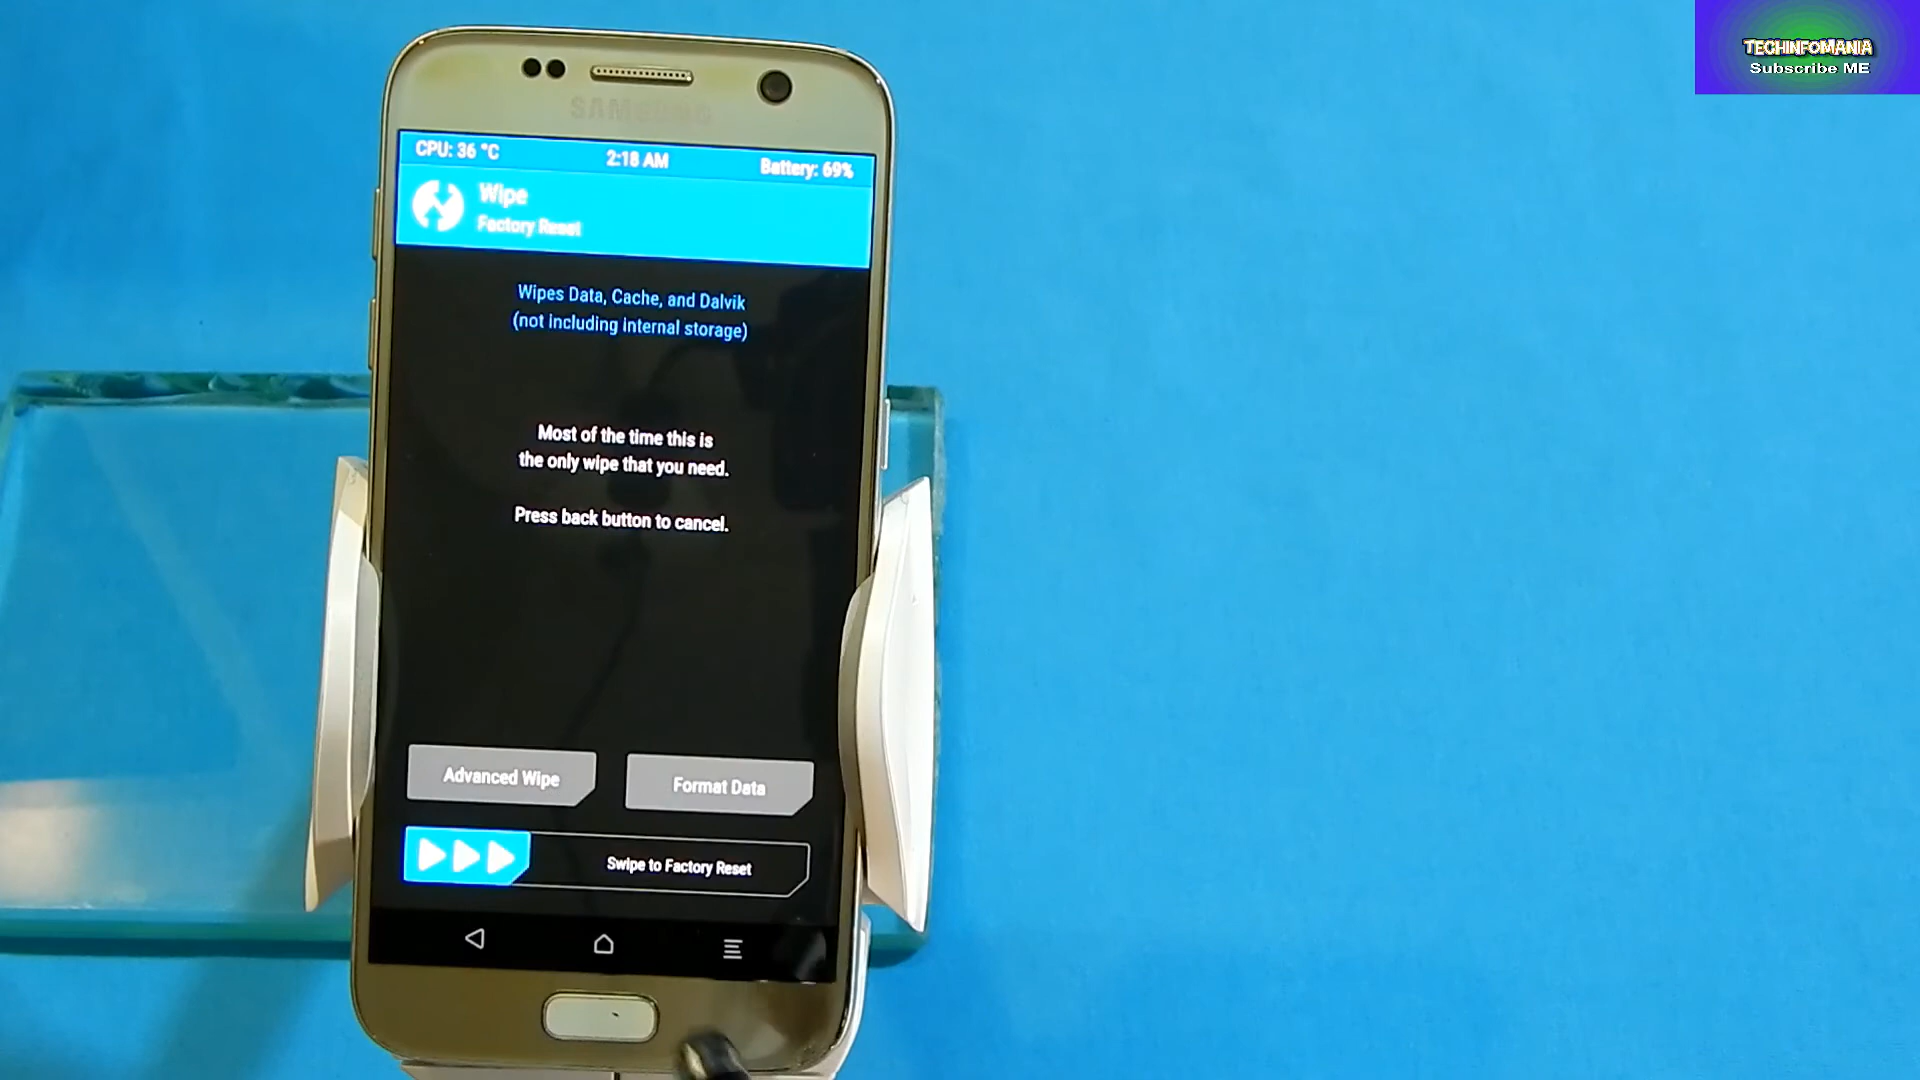 TECHINFOMANIA
Subscribe ME
SAMSUNG
CPU: 36 °C
2:18 AM
Battery: 69%
Wipe
Factory Reset
Wipes Data, Cache, and Dalvik
(not including internal storage)
Most of the time this is
the only wipe that you need.
Press back button to cancel.
Advanced Wipe
Format Data
Swipe to Factory Reset